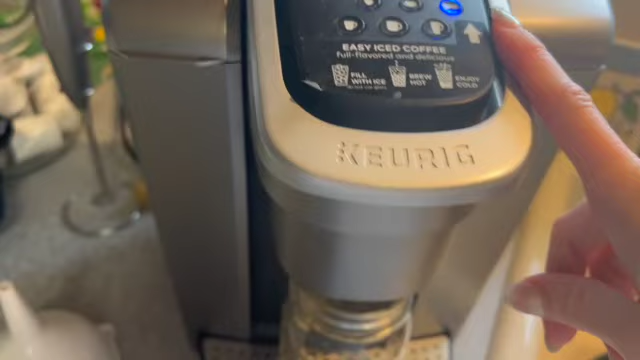 EASY ICED COFFEE
full-flavored and delicious
FILL
WITH ICE
BREW
HOT
ENJOY
COLD
KEURIG